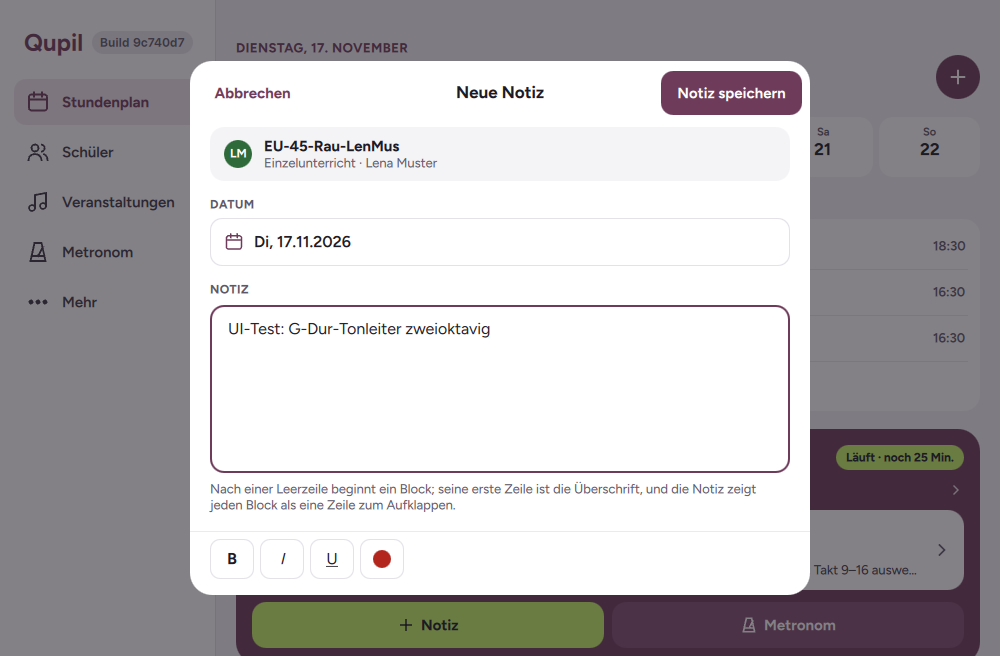 Qupil Build 9c740d7
DIENSTAG, 17. NOVEMBER
Stundenplan
Schüler
Veranstaltungen
Metronom
Mehr
Abbrechen Neue Notiz Notiz speichern
LM EU-45-Rau-LenMus
Einzelunterricht · Lena Muster
DATUM
Di, 17.11.2026
NOTIZ
UI-Test: G-Dur-Tonleiter zweioktavig
Nach einer Leerzeile beginnt ein Block; seine erste Zeile ist die Überschrift, und die Notiz zeigt
jeden Block als eine Zeile zum Aufklappen.
B I U
Sa So
21 22
18:30
16:30
16:30
Läuft · noch 25 Min.
Takt 9–16 auswe...
Notiz Metronom